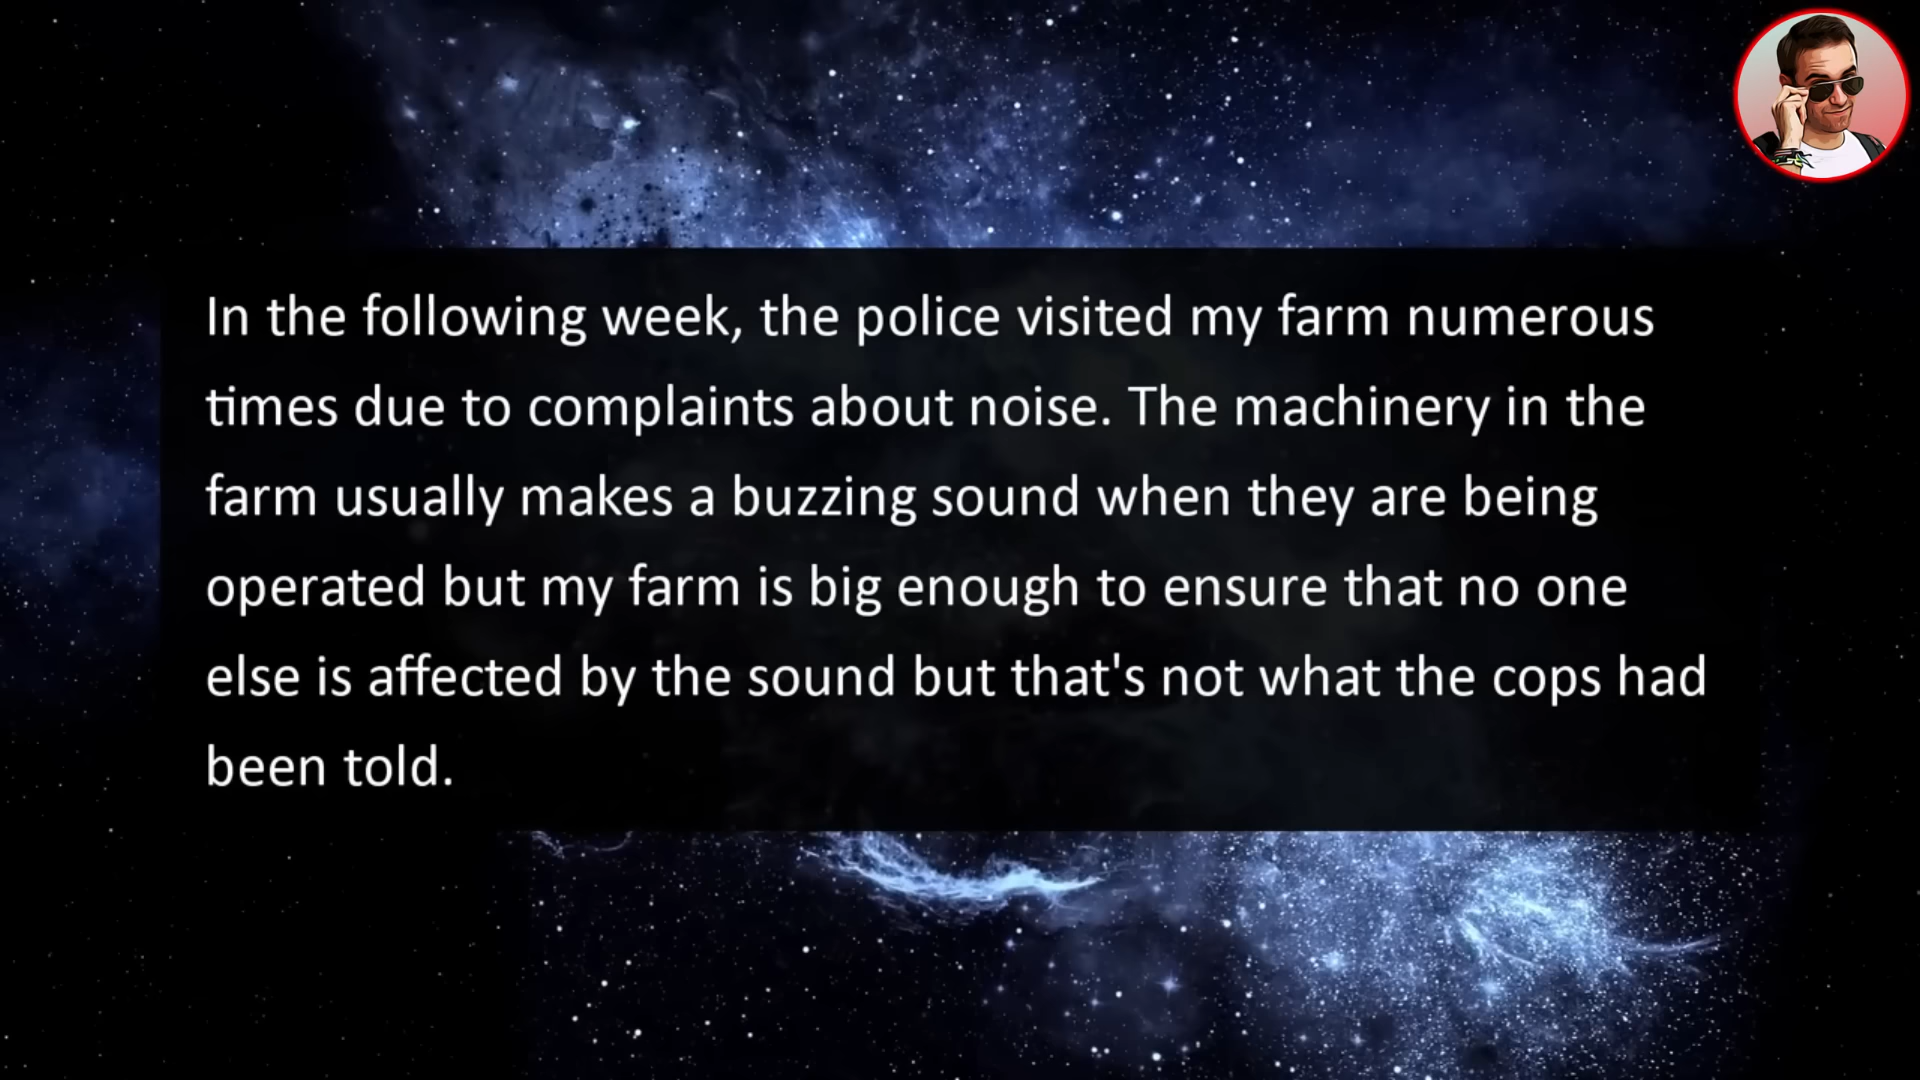 In the following week, the police visited my farm numerous
times due to complaints about noise. The machinery in the
farm usually makes a buzzing sound when they are being
operated but my farm is big enough to ensure that no one
else is affected by the sound but that's not what the cops had
been told.